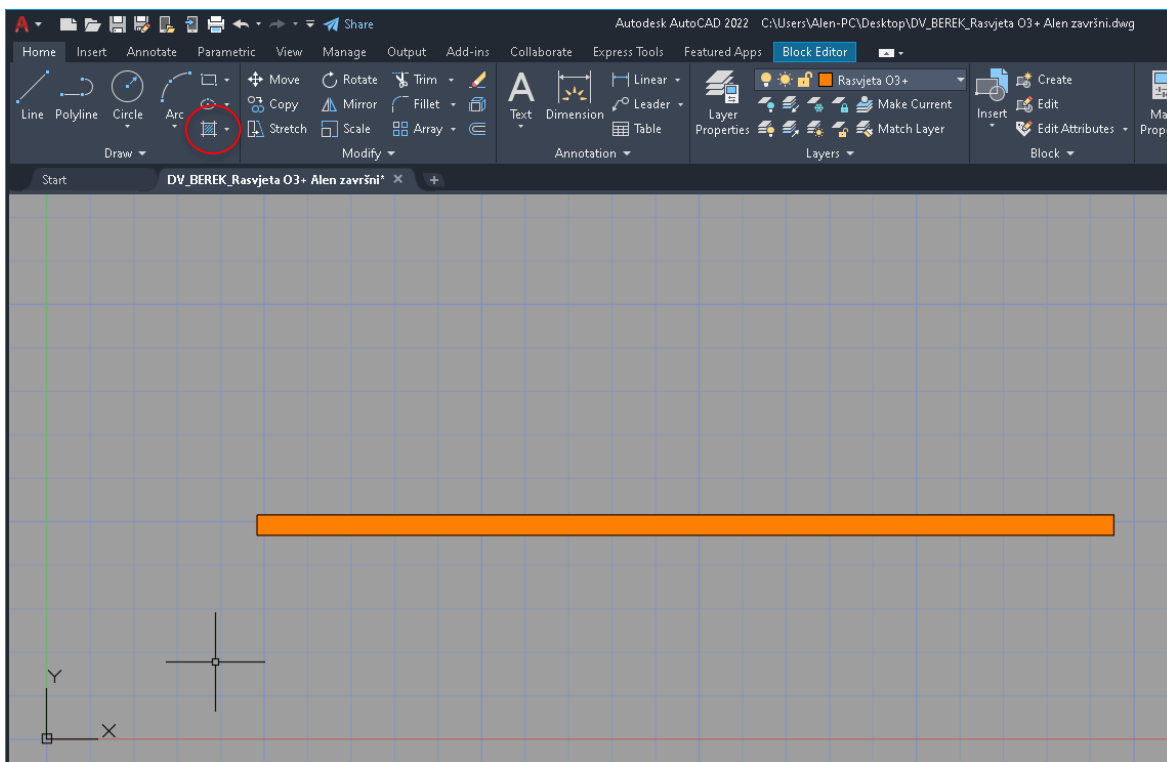 A Share Autodesk AutoCAD 2022 C:\Users\Alen-PC\Desktop\DV_BEREK_Rasvjeta O3+ Alen završni.dwg
Home Insert Annotate Parametric View Manage Output Add-ins Collaborate Express Tools Featured Apps Block Editor
Line Polyline Circle Arc
Move Rotate Trim
Copy Mirror Fillet
Stretch Scale Array
Text Dimension
Linear
Leader
Table
Layer
Properties
Rasvjeta O3+
Make Current
Match Layer
Insert
Create
Edit
Edit Attributes
Draw Modify Annotation Layers Block
Start DV_BEREK_Rasvjeta O3+ Alen završni*
Y
X